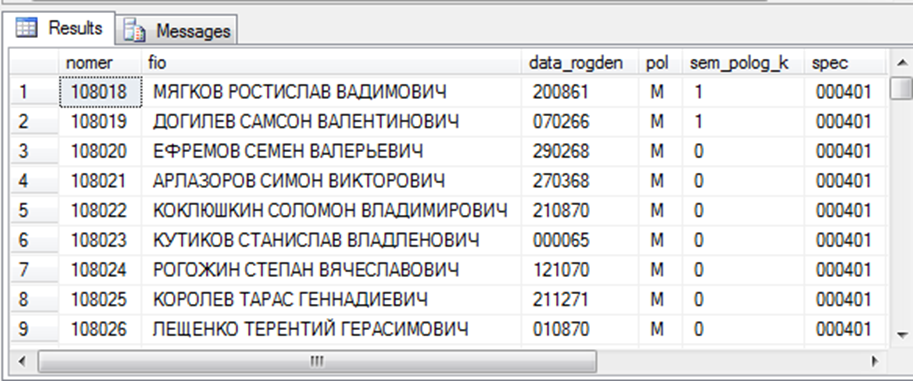 Results Messages
nomer fio data_rogden pol sem_polog_k spec
1 108018 МЯГКОВ РОСТИСЛАВ ВАДИМОВИЧ 200861 М 1 000401
2 108019 ДОГИЛЕВ САМСОН ВАЛЕНТИНОВИЧ 070266 М 1 000401
3 108020 ЕФРЕМОВ СЕМЕН ВАЛЕРЬЕВИЧ 290268 М 0 000401
4 108021 АРЛАЗОРОВ СИМОН ВИКТОРОВИЧ 270368 М 0 000401
5 108022 КОКЛЮШКИН СОЛОМОН ВЛАДИМИРОВИЧ 210870 М 0 000401
6 108023 КУТИКОВ СТАНИСЛАВ ВЛАДЛЕНОВИЧ 000065 М 0 000401
7 108024 РОГОЖИН СТЕПАН ВЯЧЕСЛАВОВИЧ 121070 М 0 000401
8 108025 КОРОЛЕВ ТАРАС ГЕННАДИЕВИЧ 211271 М 0 000401
9 108026 ЛЕЩЕНКО ТЕРЕНТИЙ ГЕРАСИМОВИЧ 010870 М 0 000401